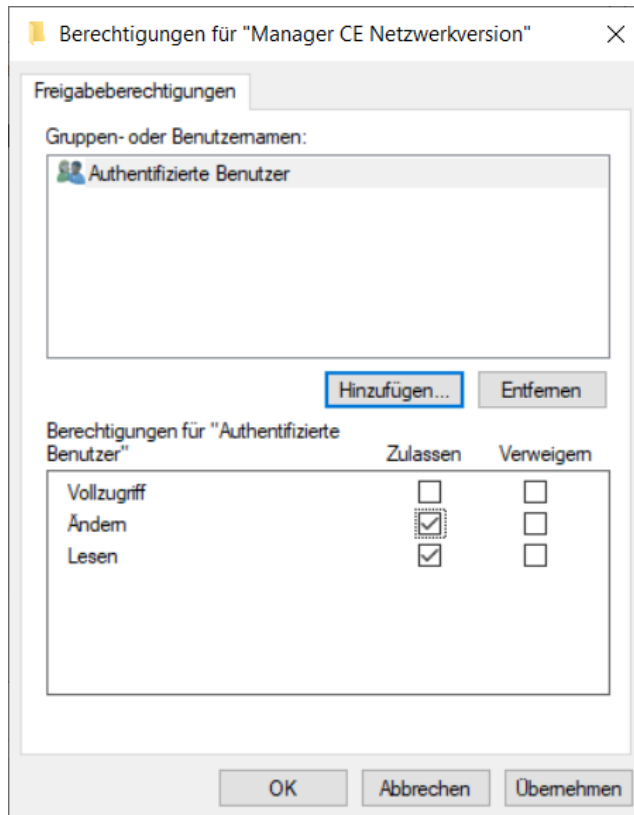 Berechtigungen für "Manager CE Netzwerkversion"
Freigabeberechtigungen
Gruppen- oder Benutzernamen:
Authentifizierte Benutzer
Hinzufügen...
Entfernen
Berechtigungen für "Authentifizierte
Benutzer"
Zulassen
Verweigern
Vollzugriff
Ändern
Lesen
OK
Abbrechen
Übernehmen